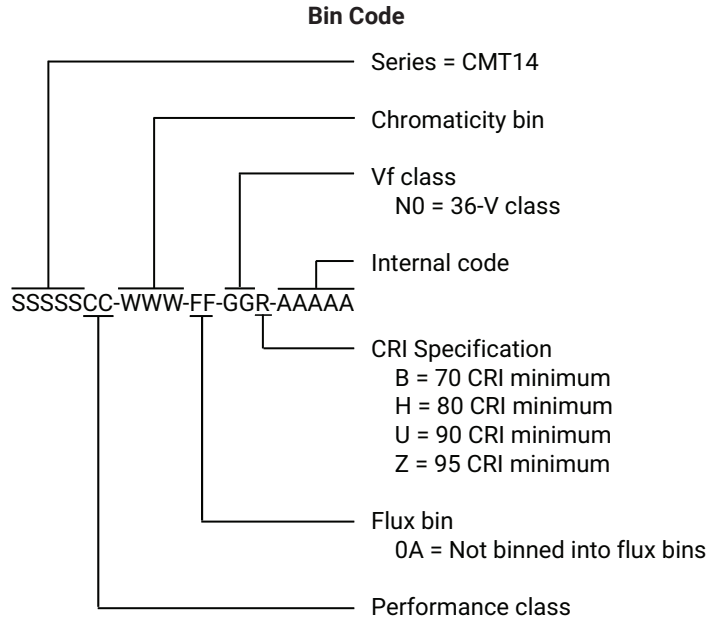 Bin Code
Series = CMT14
Chromaticity bin
Vf class
N0 = 36-V class
Internal code
SSSSSCC-WWW-FF-GGR-AAAAA
CRI Specification
B = 70 CRI minimum
H = 80 CRI minimum
U = 90 CRI minimum
Z = 95 CRI minimum
Flux bin
0A = Not binned into flux bins
Performance class